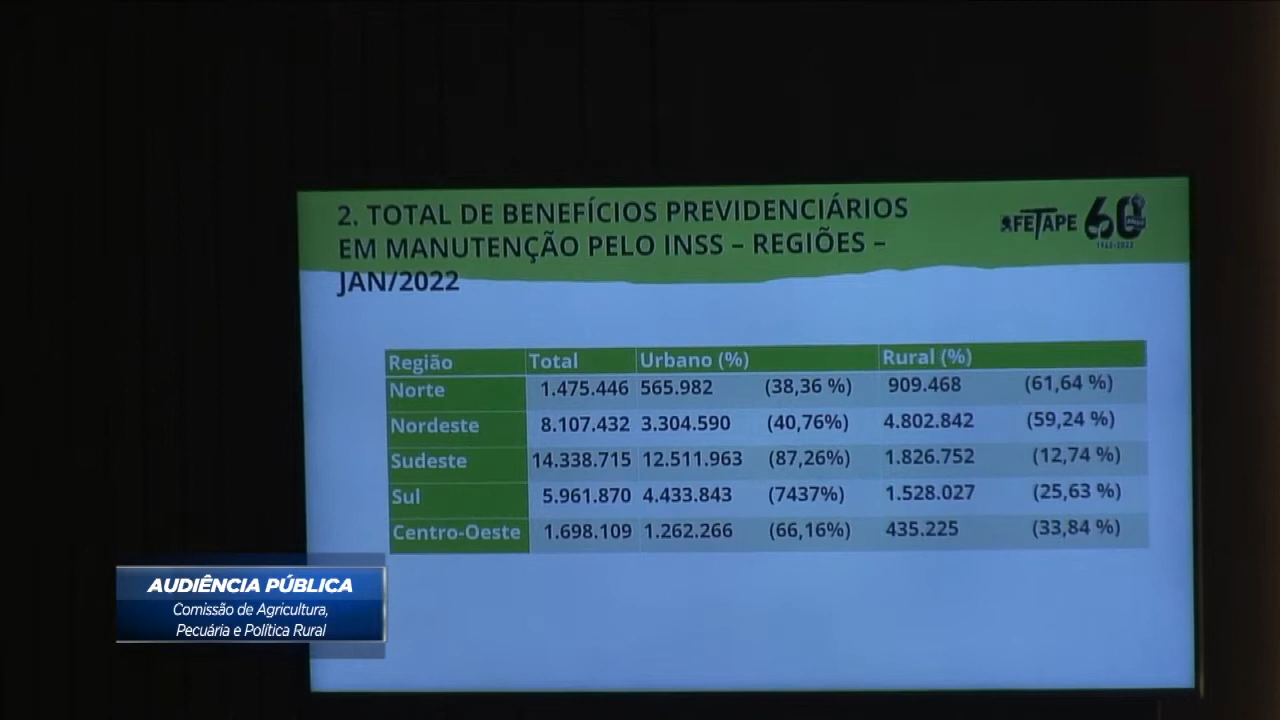 2. TOTAL DE BENEFÍCIOS PREVIDENCIÁRIOS
EM MANUTENÇÃO PELO INSS – REGIÕES –
JAN/2022
FETAPE 60
1962-2022
Região Total Urbano (%) Rural (%)
Norte 1.475.446 565.982 (38,36 %) 909.468 (61,64 %)
Nordeste 8.107.432 3.304.590 (40,76%) 4.802.842 (59,24 %)
Sudeste 14.338.715 12.511.963 (87,26%) 1.826.752 (12,74 %)
Sul 5.961.870 4.433.843 (7437%) 1.528.027 (25,63 %)
Centro-Oeste 1.698.109 1.262.266 (66,16%) 435.225 (33,84 %)
AUDIÊNCIA PÚBLICA
Comissão de Agricultura,
Pecuária e Política Rural